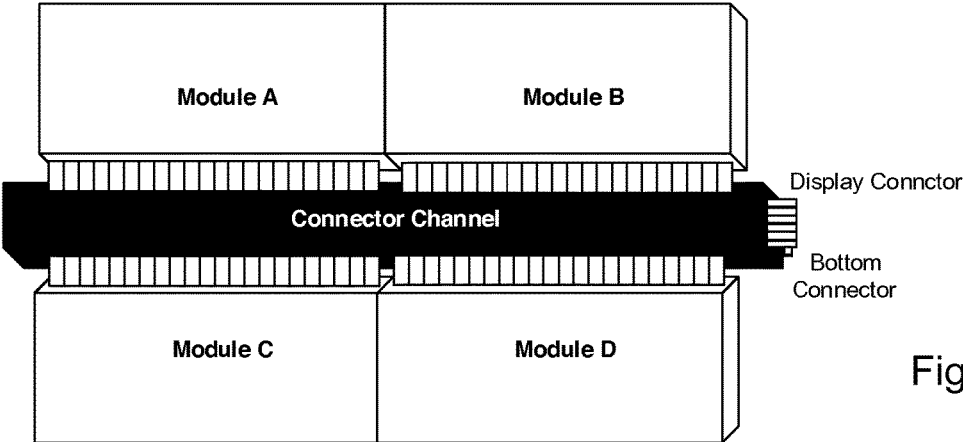 Module A
Module B
Display Connctor
Connector Channel
Bottom
Connector
Module C
Module D
Fig